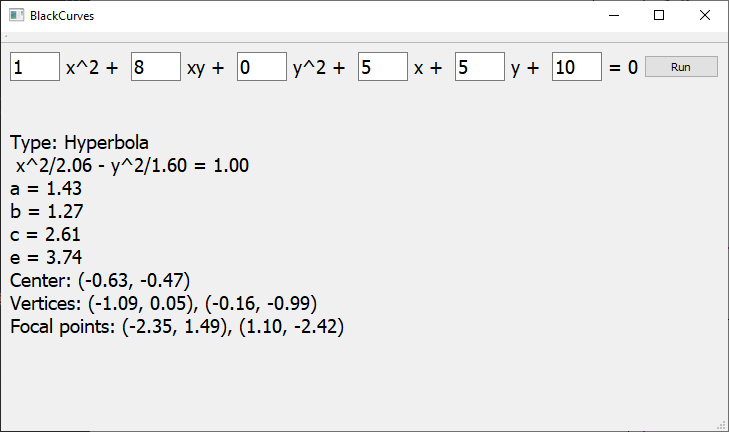 BlackCurves
1 x^2 + 8 xy + 0 y^2 + 5 x + 5 y + 10 = 0 Run
Type: Hyperbola
x^2/2.06 - y^2/1.60 = 1.00
a = 1.43
b = 1.27
c = 2.61
e = 3.74
Center: (-0.63, -0.47)
Vertices: (-1.09, 0.05), (-0.16, -0.99)
Focal points: (-2.35, 1.49), (1.10, -2.42)